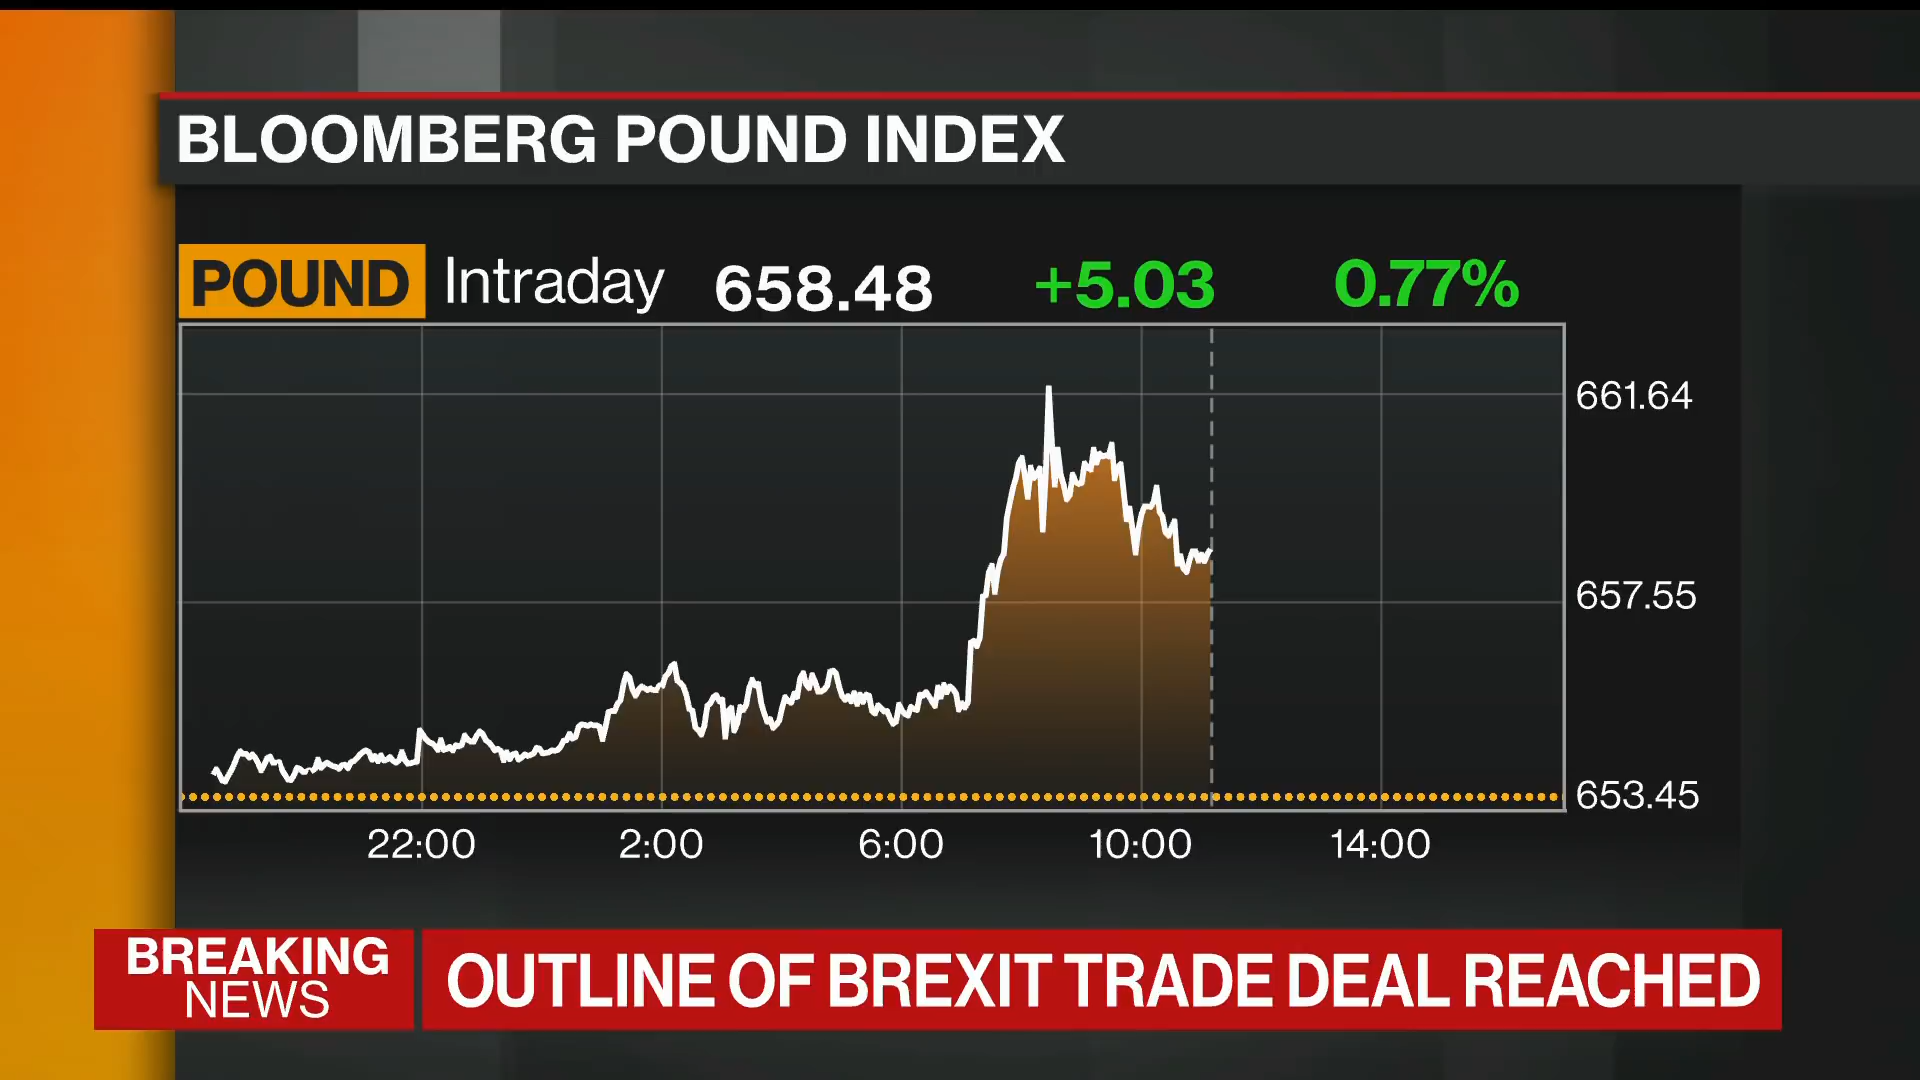 BLOOMBERG POUND INDEX
POUND Intraday 658.48 +5.03 0.77%
661.64
657.55
653.45
22:00 2:00 6:00 10:00 14:00
BREAKING
NEWS
OUTLINE OF BREXIT TRADE DEAL REACHED